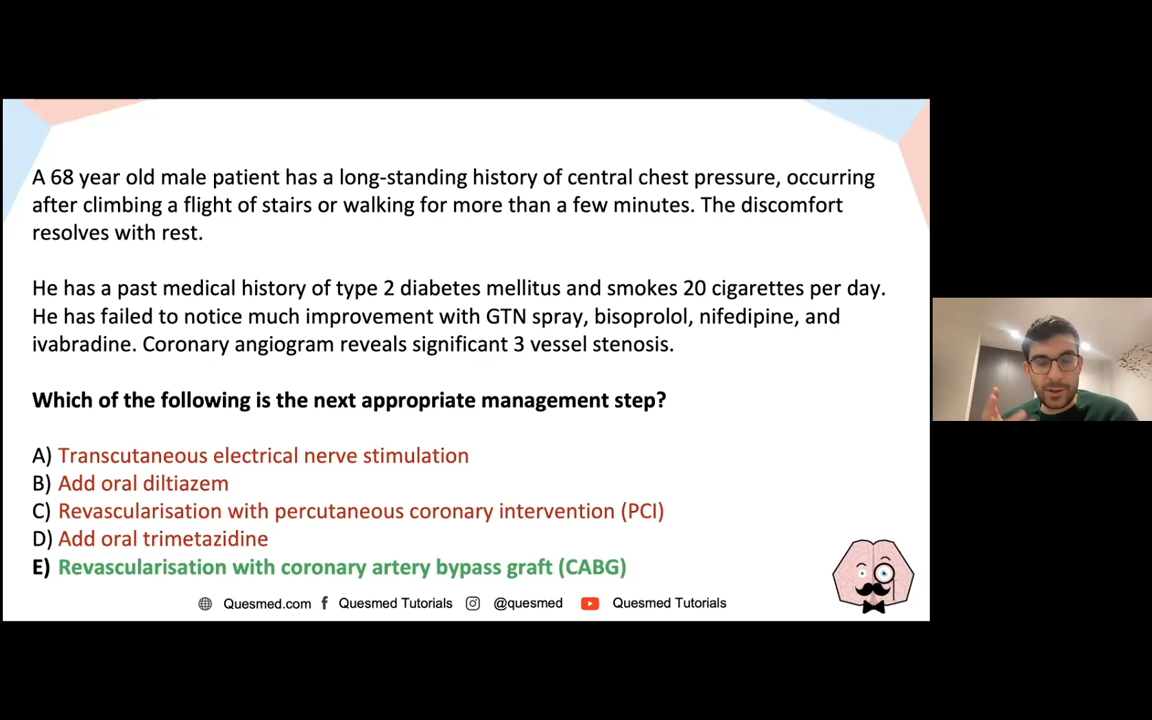 A 68 year old male patient has a long-standing history of central chest pressure, occurring
after climbing a flight of stairs or walking for more than a few minutes. The discomfort
resolves with rest.
He has a past medical history of type 2 diabetes mellitus and smokes 20 cigarettes per day.
He has failed to notice much improvement with GTN spray, bisoprolol, nifedipine, and
ivabradine. Coronary angiogram reveals significant 3 vessel stenosis.
Which of the following is the next appropriate management step?
A) Transcutaneous electrical nerve stimulation
B) Add oral diltiazem
C) Revascularisation with percutaneous coronary intervention (PCI)
D) Add oral trimetazidine
E) Revascularisation with coronary artery bypass graft (CABG)
Quesmed.com f Quesmed Tutorials @quesmed Quesmed Tutorials